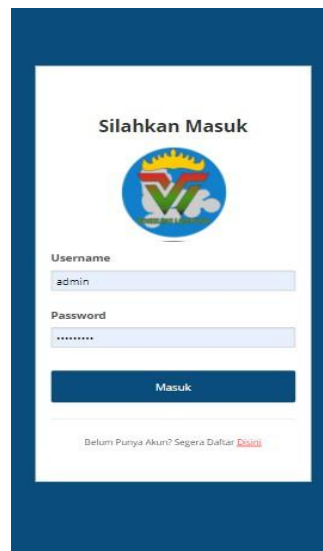 Silahkan Masuk
Username
admin
Password
•••••••••
Masuk
Belum Punya Akun? Segera Daftar Disini